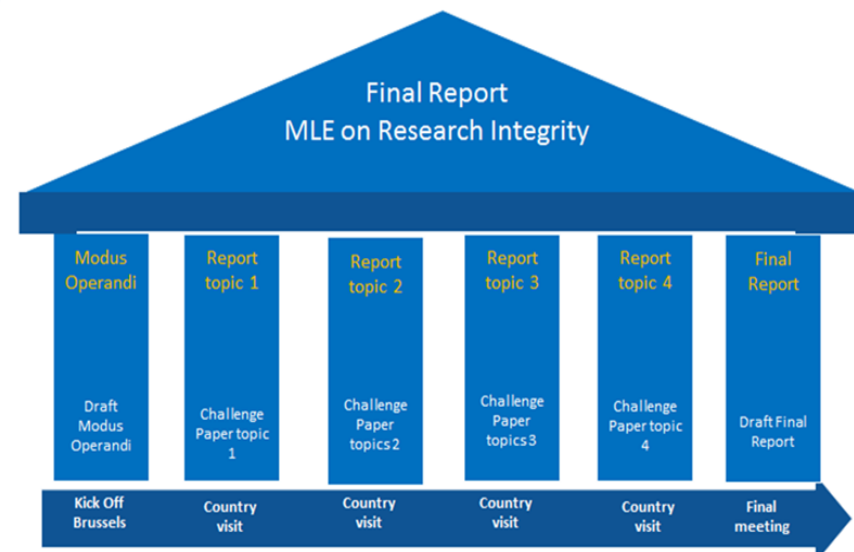 Final Report
MLE on Research Integrity
Modus
Operandi
Draft
Modus
Operandi
Report
topic 1
Challenge
Paper topic
1
Report
topic 2
Challenge
Paper
topics 2
Report
topic 3
Challenge
Paper
topics 3
Report
topic 4
Challenge
Paper topic
4
Final
Report
Draft Final
Report
Kick Off
Brussels
Country
visit
Country
visit
Country
visit
Country
visit
Final
meeting